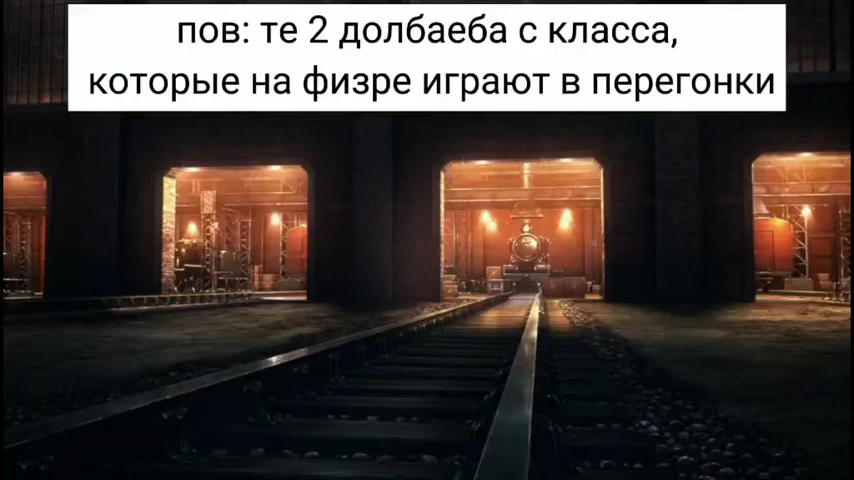 пов: те 2 долбаеба с класса,
которые на физре играют в перегонки